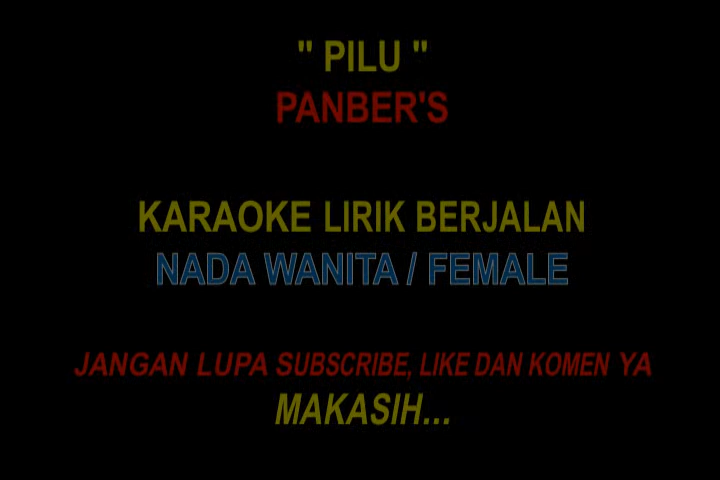 " PILU "
PANBER'S
KARAOKE LIRIK BERJALAN
NADA WANITA / FEMALE
JANGAN LUPA SUBSCRIBE, LIKE DAN KOMEN YA
MAKASIH...